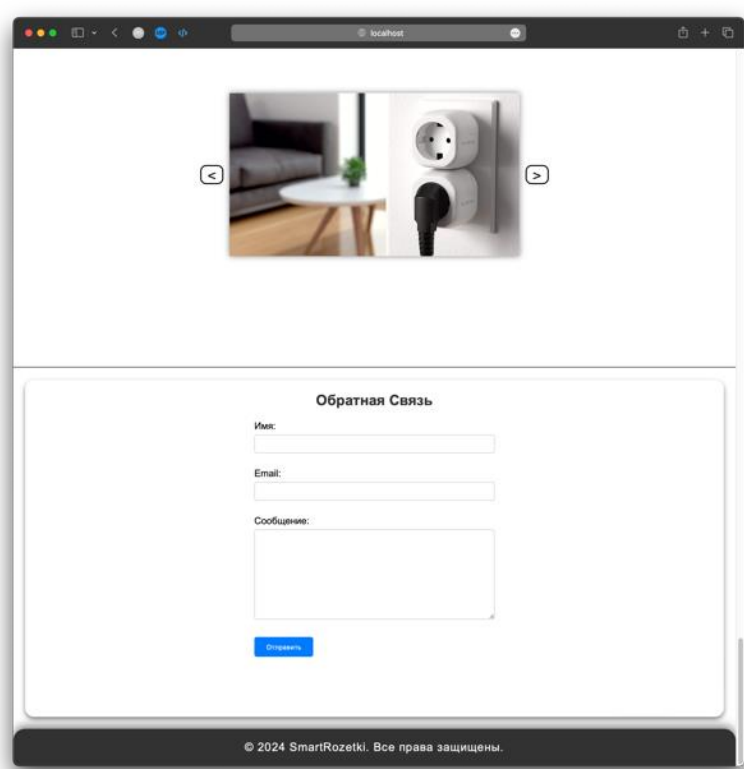 localhost
<
>
Обратная Связь
Имя:
Email:
Сообщение:
Отправить
© 2024 SmartRozetki. Все права защищены.